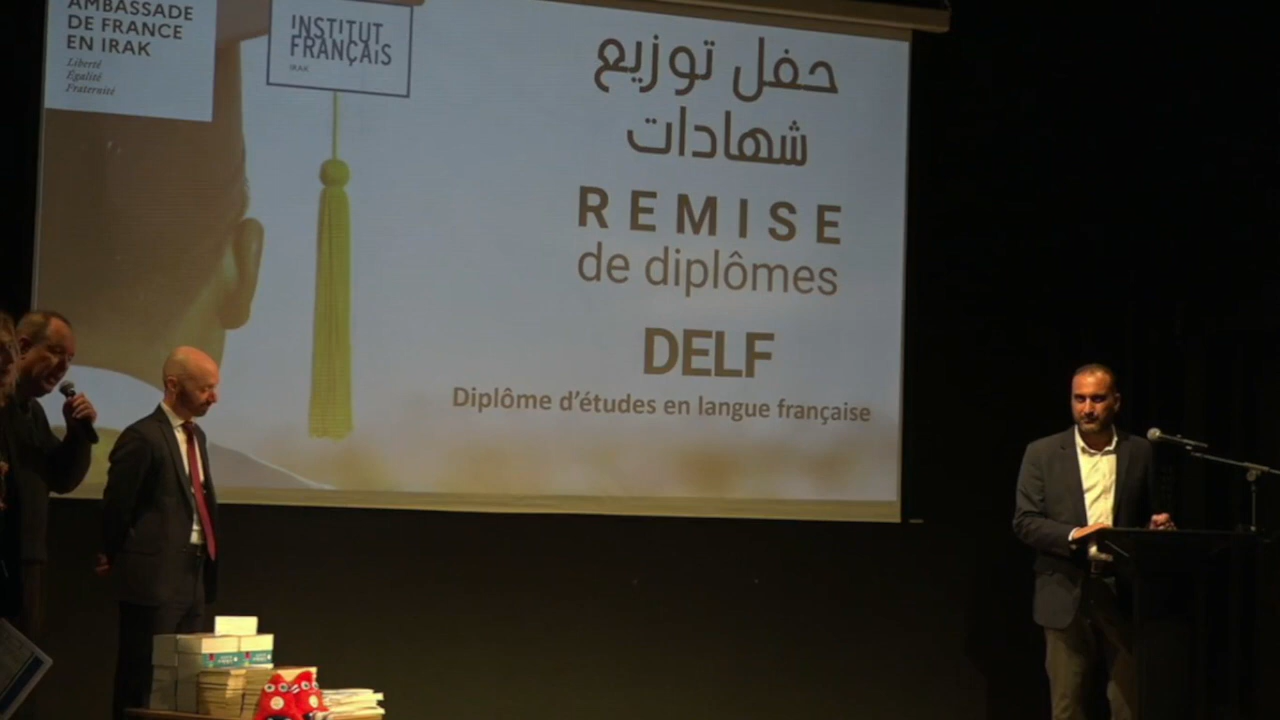 AMBASSADE
DE FRANCE
EN IRAK
Liberté
Égalité
Fraternité
INSTITUT
FRANÇAIS
IRAK
حفل توزيع
شهادات
REMISE
de diplômes
DELF
Diplôme d'études en langue française